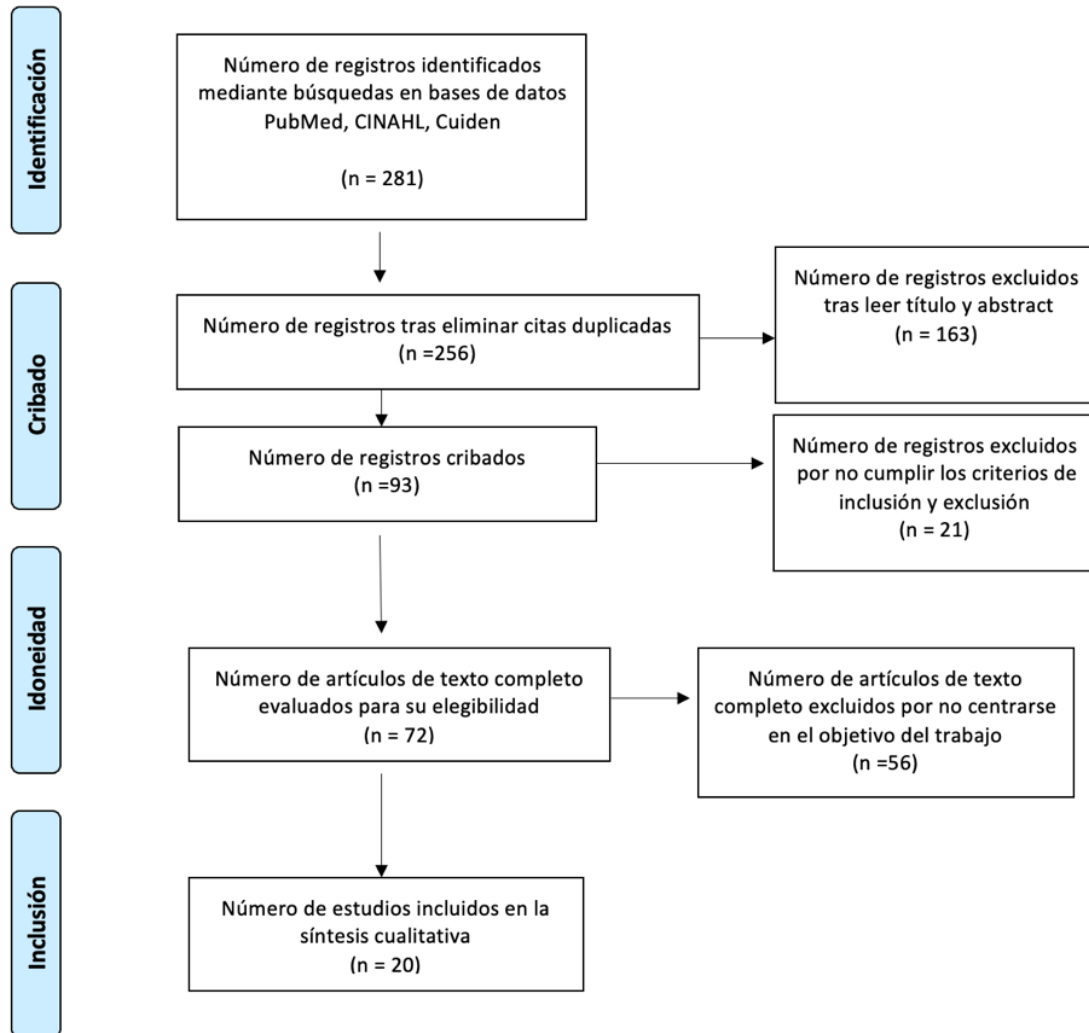 Identificación
Número de registros identificados
mediante búsquedas en bases de datos
PubMed, CINAHL, Cuiden
(n = 281)
Cribado
Número de registros tras eliminar citas duplicadas
(n =256)
Número de registros excluidos
tras leer título y abstract
(n = 163)
Número de registros cribados
(n =93)
Número de registros excluidos
por no cumplir los criterios de
inclusión y exclusión
(n = 21)
Idoneidad
Número de artículos de texto completo
evaluados para su elegibilidad
(n = 72)
Número de artículos de texto
completo excluidos por no centrarse
en el objetivo del trabajo
(n =56)
Inclusión
Número de estudios incluidos en la
síntesis cualitativa
(n = 20)